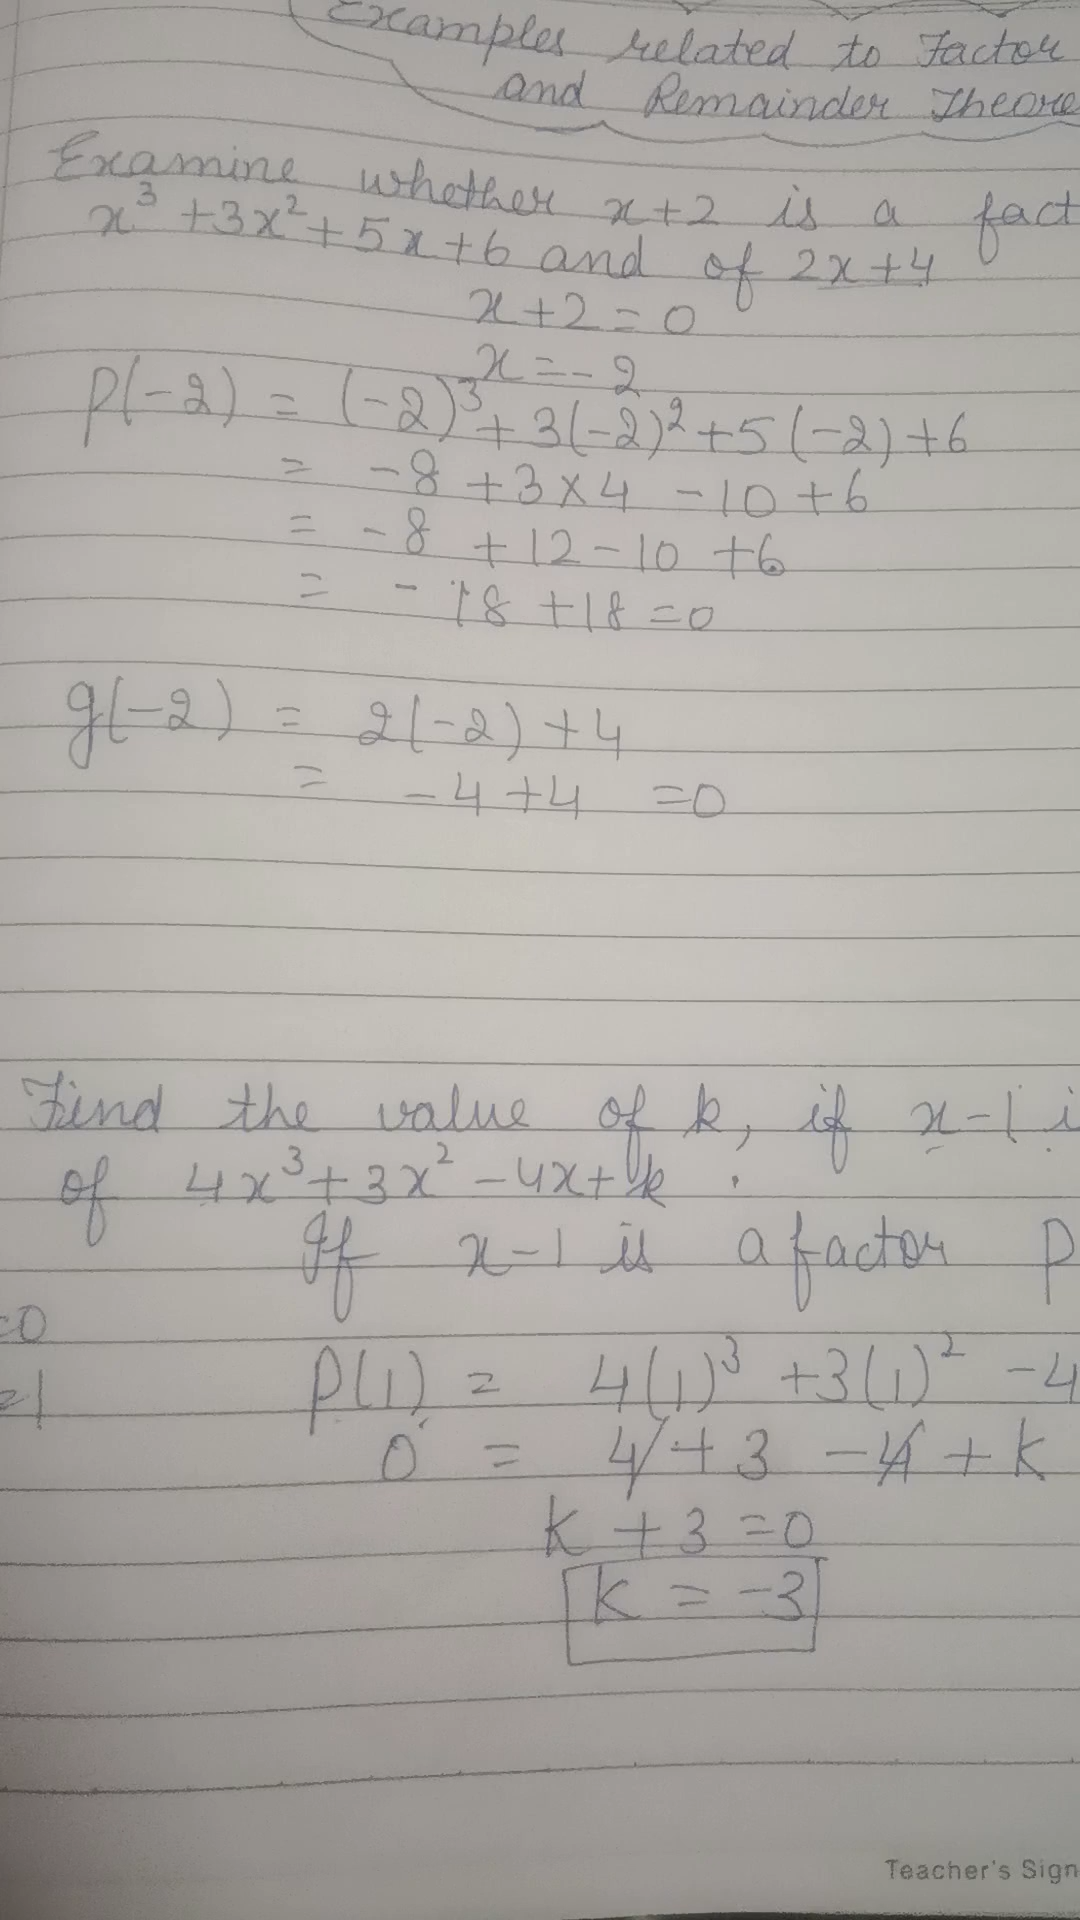 Examples related to Factor
and Remainder Theore
Examine whether x+2 is a fact
x³ +3x²+5x+6 and of 2x+4
x+2=0
x=-2
P(-2) = (-2)³+3(-2)²+5(-2)+6
= -8 +3×4 -10+6
= -8 +12-10 +6
= -18 +18=0
g(-2) = 2(-2)+4
= -4+4 =0
Find the value of k, if x-1 i
of 4x³+3x²-4x+k.
If x-1 is a factor P
=0
=1 P(1) = 4(1)³ +3(1)² -4
0 = 4+3 -4+k
k+3=0
k = -3
Teacher's Sign